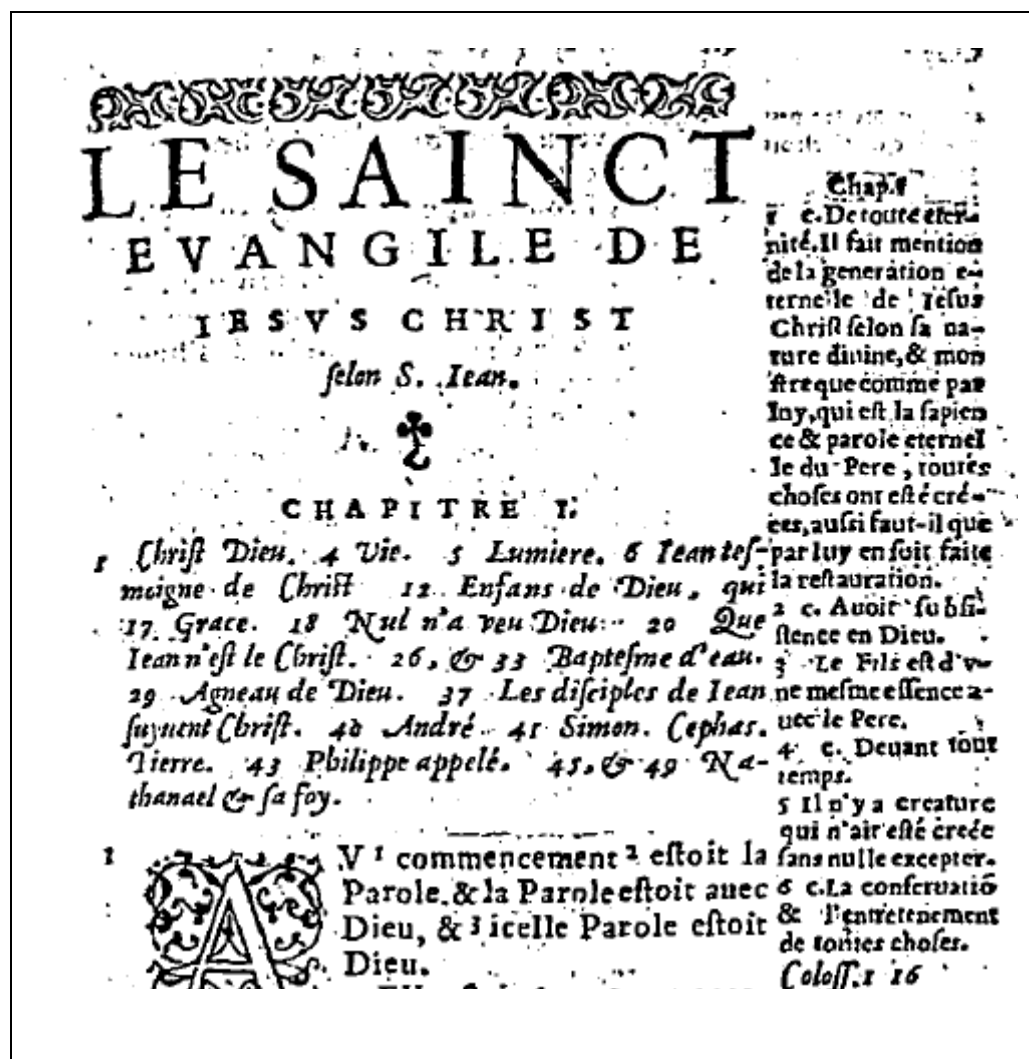 LE SAINCT
EVANGILE DE
IESVS CHRIST
ſelon S. Iean.
CHAPITRE I.
1 Chriſt Dieu. 4 Vie. 5 Lumiere. 6 Iean teſ-
moigne de Chriſt 12 Enfans de Dieu, qui
17 Grace. 18 Nul n'a veu Dieu. 20 Que
Iean n'eſt le Chriſt. 26, & 33 Bapteſme d'eau.
29 Agneau de Dieu. 37 Les diſciples de Iean
ſuyuent Chriſt. 40 André 41 Simon. Cephas.
Pierre. 43 Philippe appelé. 45, & 49 Na-
thanael & ſa foy.
1 AV ¹ commencement ² eſtoit la
Parole, & la Parole eſtoit auec
Dieu, & ³ icelle Parole eſtoit
Dieu.
Chap. 1
1 c. De toute eter-
nité. Il fait mention
de la generation e-
ternelle de Ieſus
Chriſt ſelon ſa na-
ture diuine, & mon
ſtre que comme par
luy, qui eſt la ſapien
ce & parole eternel
le du Pere, toutes
choſes ont eſté cré-
ees, auſsi faut-il que
par luy en ſoit faite
la reſtauration.
2 c. Auoit ſubſi-
ſtence en Dieu.
3 Le Fils eſt d'v-
ne meſme eſſence a-
uec le Pere.
4 c. Deuant tout
temps.
5 Il n'y a creature
qui n'ait eſté creée
ſans nulle excepter.
6 c. La conſeruatiõ
& l'entretenement
de toutes choſes.
Coloſſ. 1 16